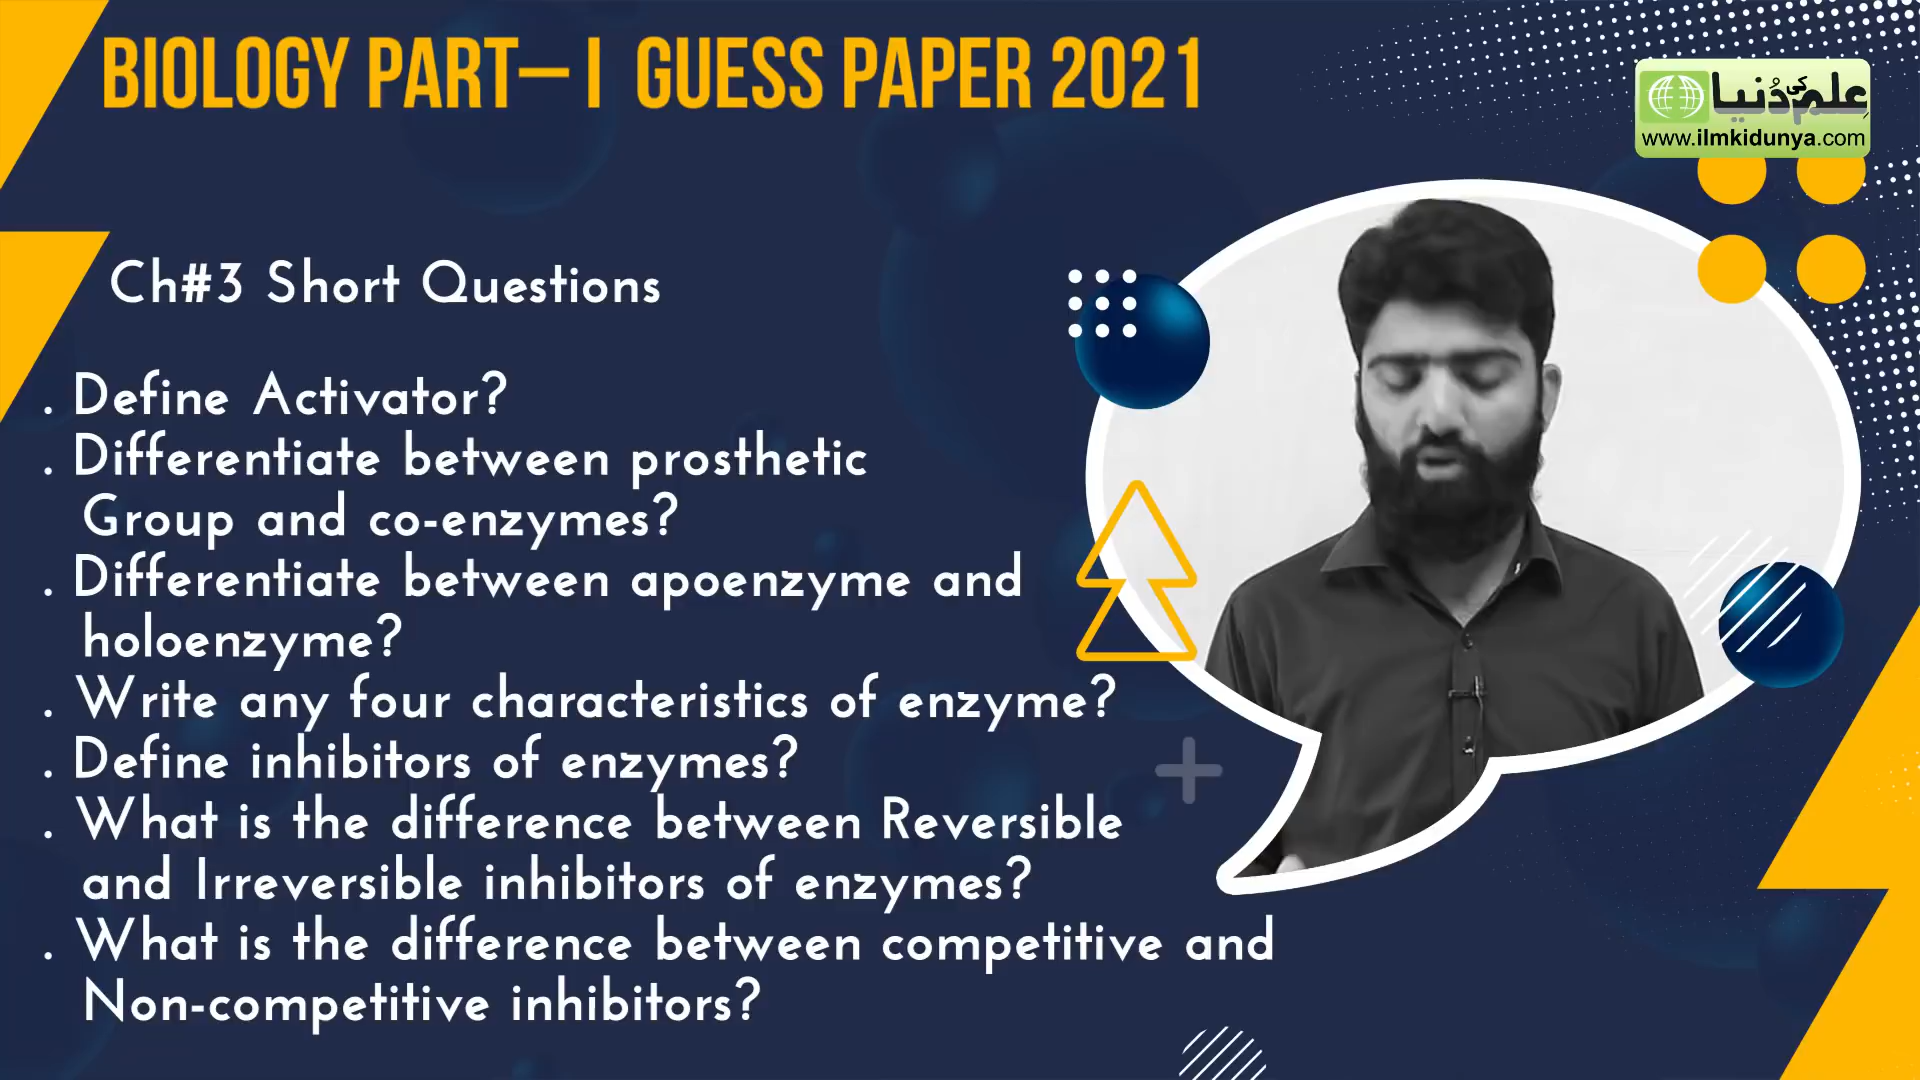 BIOLOGY PART– I GUESS PAPER 2021
علم کی دُنیا
www.ilmkidunya.com
Ch#3 Short Questions
. Define Activator?
. Differentiate between prosthetic
Group and co-enzymes?
. Differentiate between apoenzyme and
holoenzyme?
. Write any four characteristics of enzyme?
. Define inhibitors of enzymes?
. What is the difference between Reversible
and Irreversible inhibitors of enzymes?
. What is the difference between competitive and
Non-competitive inhibitors?